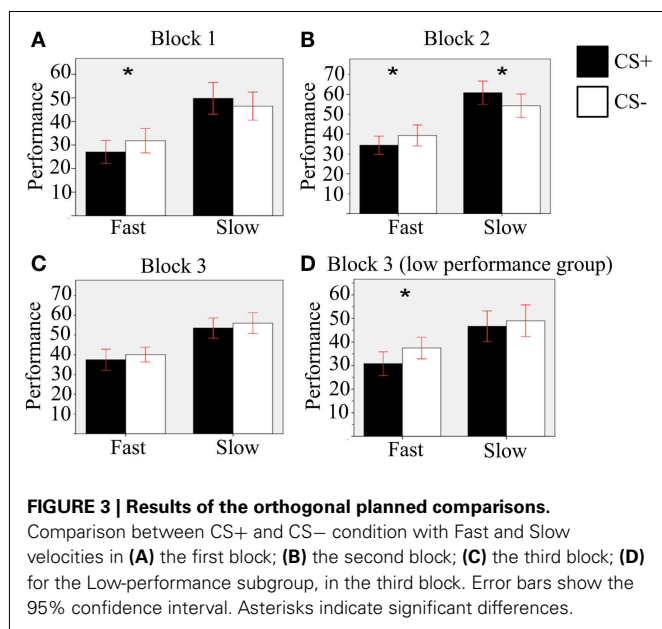 A Block 1
*
60
50
40
30
20
10
Performance
Fast Slow
B Block 2
* *
70
60
50
40
30
20
10
Performance
Fast Slow
CS+
CS-
C Block 3
70
60
50
40
30
20
10
Performance
Fast Slow
D Block 3 (low performance group)
*
60
50
40
30
20
10
Performance
Fast Slow
FIGURE 3 | Results of the orthogonal planned comparisons.
Comparison between CS+ and CS− condition with Fast and Slow
velocities in (A) the first block; (B) the second block; (C) the third block; (D)
for the Low-performance subgroup, in the third block. Error bars show the
95% confidence interval. Asterisks indicate significant differences.